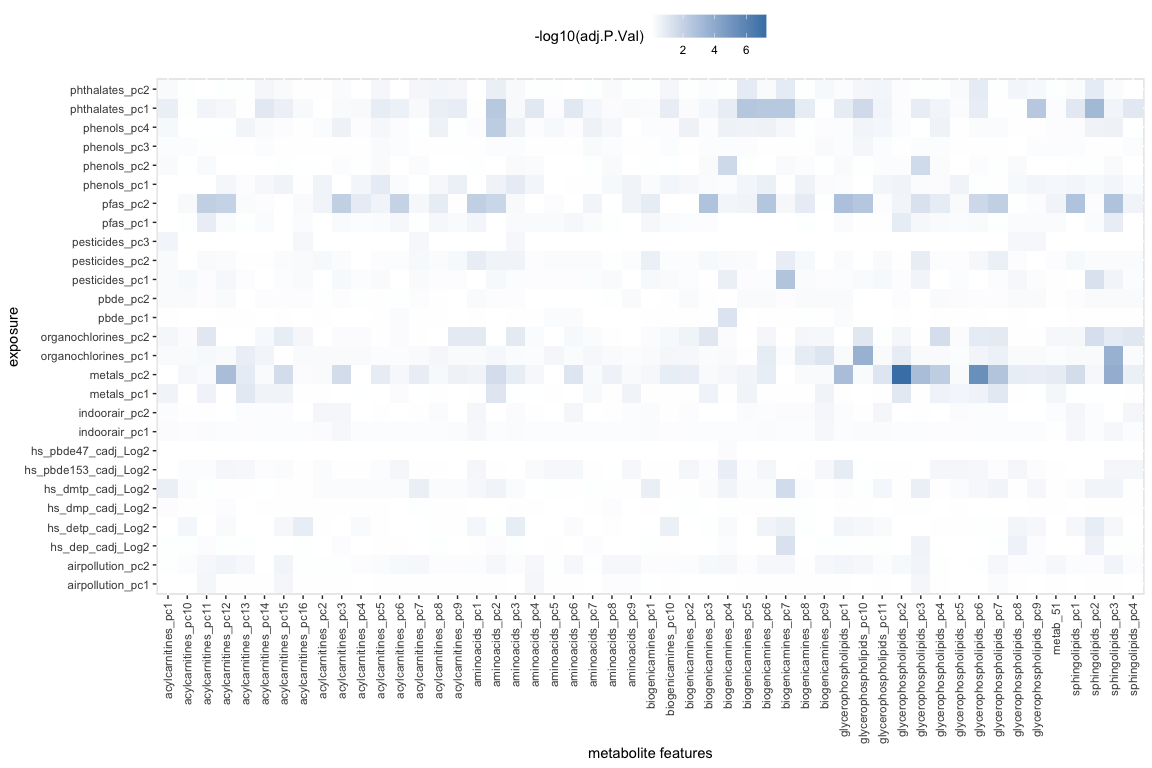 -log10(adj.P.Val)
2 4 6
exposure
phthalates_pc2
phthalates_pc1
phenols_pc4
phenols_pc3
phenols_pc2
phenols_pc1
pfas_pc2
pfas_pc1
pesticides_pc3
pesticides_pc2
pesticides_pc1
pbde_pc2
pbde_pc1
organochlorines_pc2
organochlorines_pc1
metals_pc2
metals_pc1
indoorair_pc2
indoorair_pc1
hs_pbde47_cadj_Log2
hs_pbde153_cadj_Log2
hs_dmtp_cadj_Log2
hs_dmp_cadj_Log2
hs_detp_cadj_Log2
hs_dep_cadj_Log2
airpollution_pc2
airpollution_pc1
acylcarnitines_pc1
acylcarnitines_pc10
acylcarnitines_pc11
acylcarnitines_pc12
acylcarnitines_pc13
acylcarnitines_pc14
acylcarnitines_pc15
acylcarnitines_pc16
acylcarnitines_pc2
acylcarnitines_pc3
acylcarnitines_pc4
acylcarnitines_pc5
acylcarnitines_pc6
acylcarnitines_pc7
acylcarnitines_pc8
acylcarnitines_pc9
aminoacids_pc1
aminoacids_pc2
aminoacids_pc3
aminoacids_pc4
aminoacids_pc5
aminoacids_pc6
aminoacids_pc7
aminoacids_pc8
aminoacids_pc9
biogenicamines_pc1
biogenicamines_pc10
biogenicamines_pc2
biogenicamines_pc3
biogenicamines_pc4
biogenicamines_pc5
biogenicamines_pc6
biogenicamines_pc7
biogenicamines_pc8
biogenicamines_pc9
glycerophospholipids_pc1
glycerophospholipids_pc10
glycerophospholipids_pc11
glycerophospholipids_pc2
glycerophospholipids_pc3
glycerophospholipids_pc4
glycerophospholipids_pc5
glycerophospholipids_pc6
glycerophospholipids_pc7
glycerophospholipids_pc8
glycerophospholipids_pc9
metab_51
sphingolipids_pc1
sphingolipids_pc2
sphingolipids_pc3
sphingolipids_pc4
metabolite features